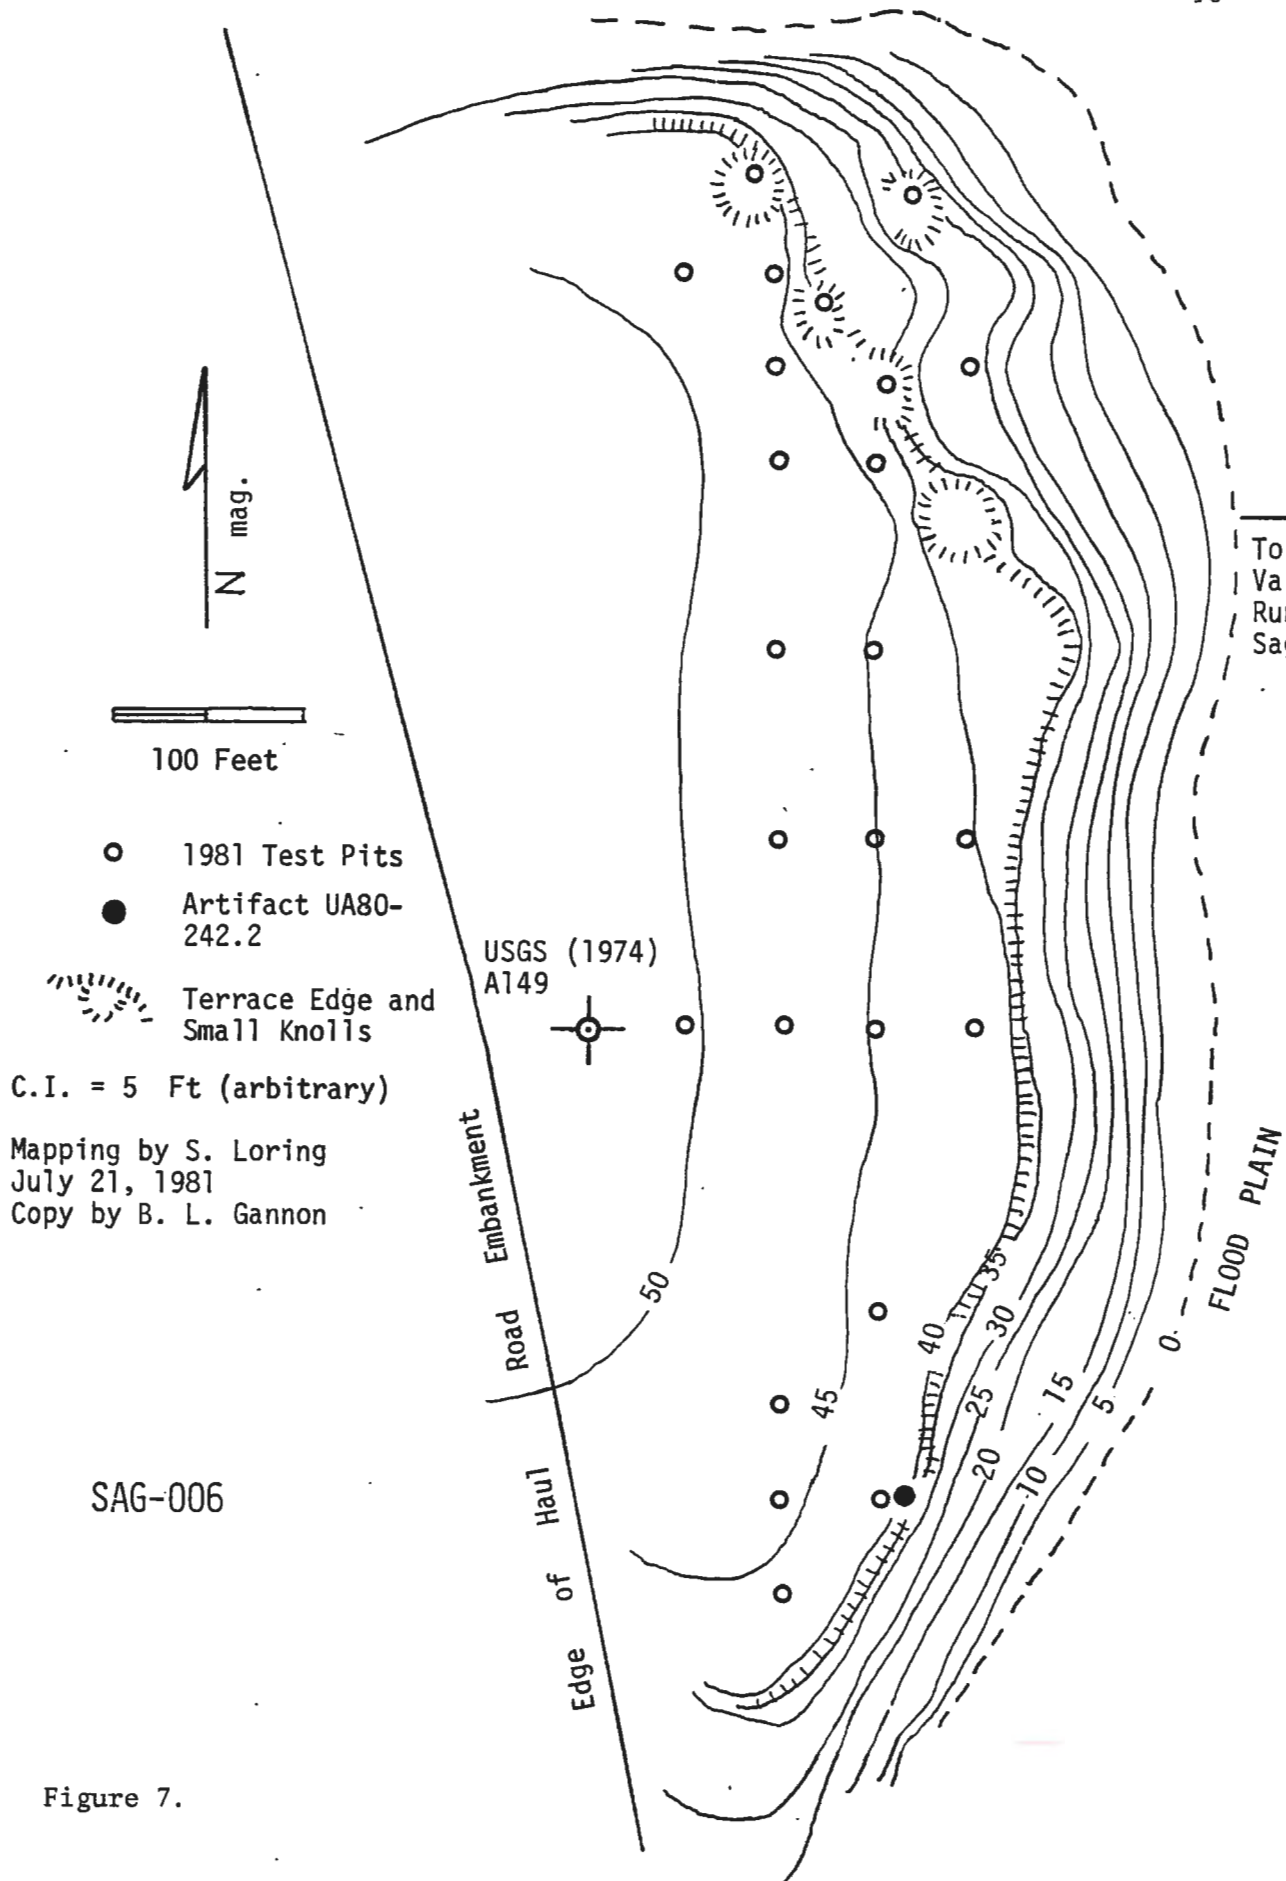 To
Va
Ru
Sag
N mag.
100 Feet
1981 Test Pits
Artifact UA80-
242.2
Terrace Edge and
Small Knolls
C.I. = 5 Ft (arbitrary)
Mapping by S. Loring
July 21, 1981
Copy by B. L. Gannon
USGS (1974)
A149
Edge of Haul Road Embankment
FLOOD PLAIN
50
45
40
35
30
25
20
15
10
5
0
SAG-006
Figure 7.